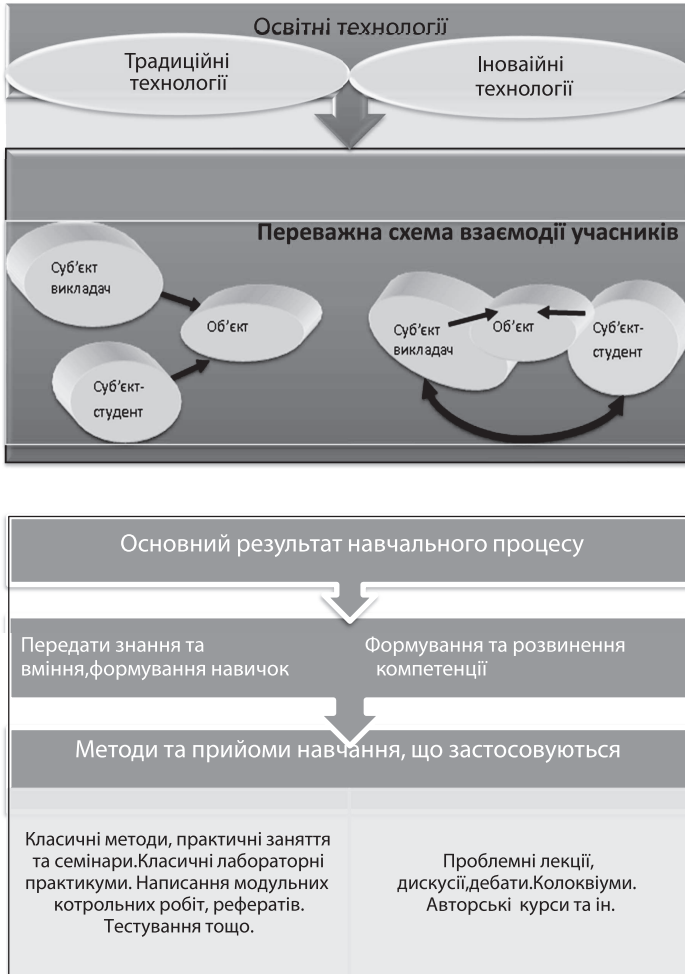 Освітні технології
Традиційні
технології
Іноваійні
технології
Переважна схема взаємодії учасників
Суб'єкт
викладач
Об'єкт
Суб'єкт-
студент
Суб'єкт
викладач
Об'єкт
Суб'єкт-
студент
Основний результат навчального процесу
Передати знання та
вміння,формування навичок
Формування та розвинення
компетенції
Методи та прийоми навчання, що застосовуються
Класичні методи, практичні заняття
та семінари.Класичні лабораторні
практикуми. Написання модульних
котрольних робіт, рефератів.
Тестування тощо.
Проблемні лекції,
дискусії,дебати.Колоквіуми.
Авторські курси та ін.